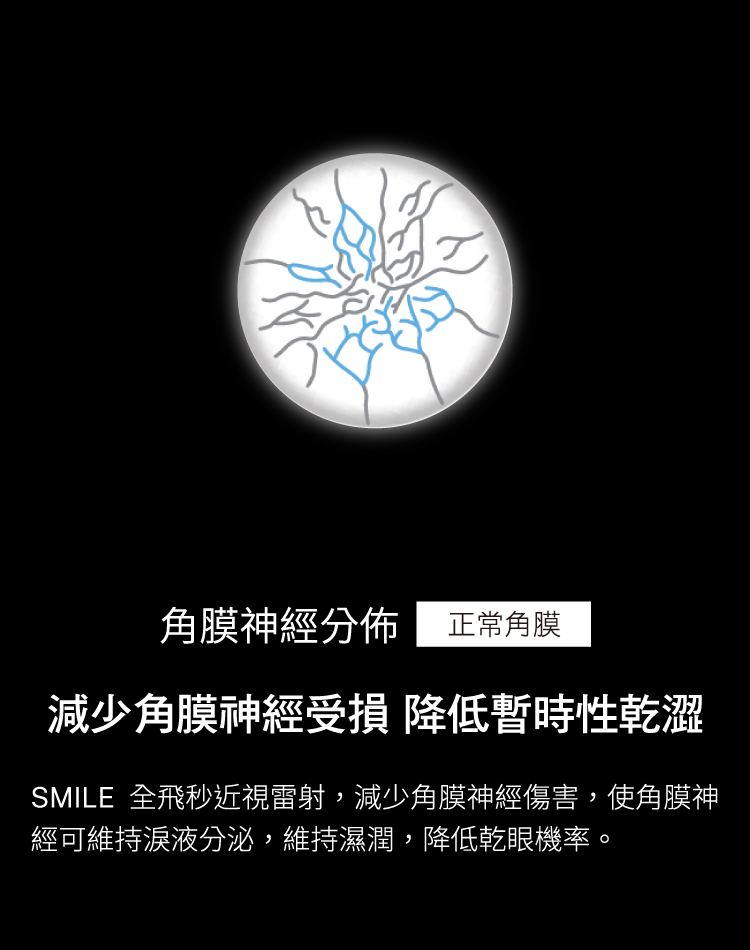 角膜神經分佈 正常角膜
減少角膜神經受損 降低暫時性乾澀
SMILE 全飛秒近視雷射，減少角膜神經傷害，使角膜神
經可維持淚液分泌，維持濕潤，降低乾眼機率。